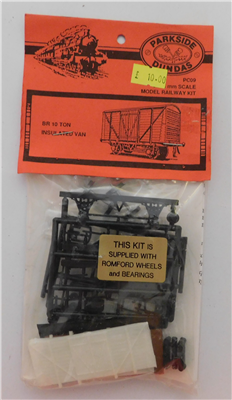 PARKSIDE
DUNDAS
£ 10.00
PC09
mm SCALE
MODEL RAILWAY KIT
BR 10 TON
INSULATED VAN
THIS KIT IS
SUPPLIED WITH
ROMFORD WHEELS
and BEARINGS